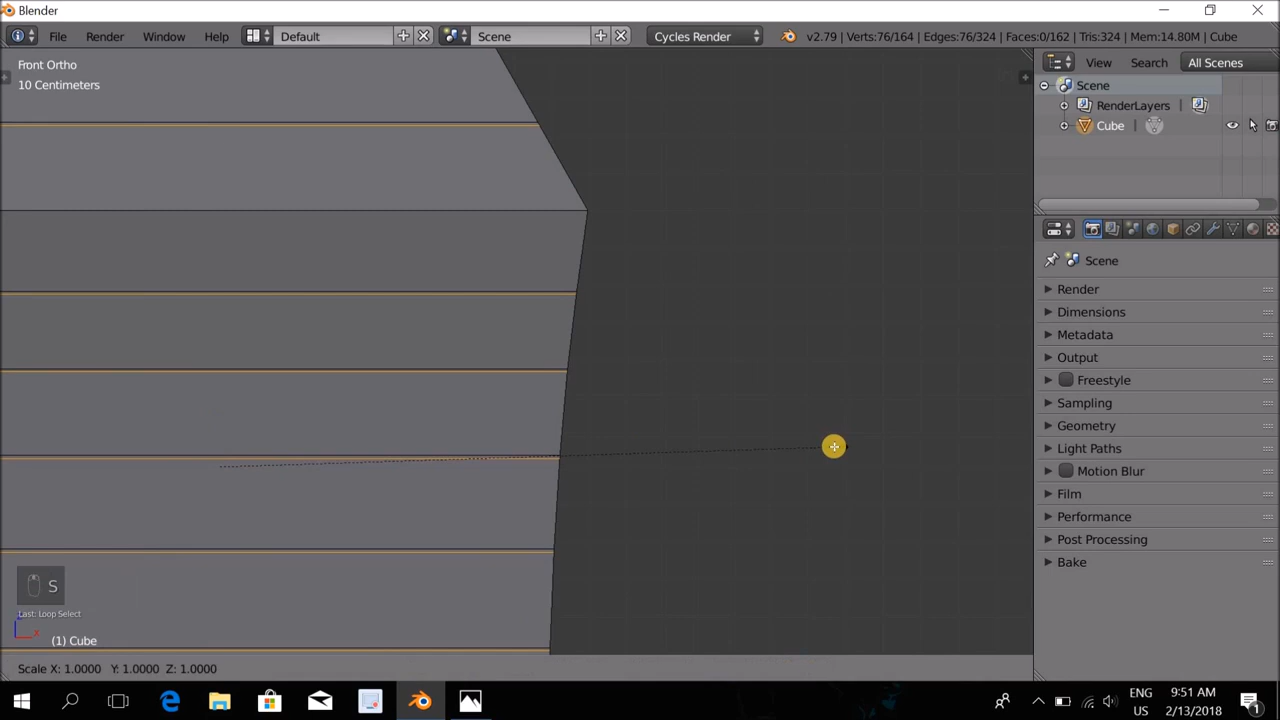 Blender
File Render Window Help Default Scene Cycles Render v2.79 | Verts:76/164 | Edges:76/324 | Faces:0/162 | Tris:324 | Mem:14.80M | Cube
Front Ortho
10 Centimeters
View Search All Scenes
Scene
RenderLayers
Cube
Scene
Render
Dimensions
Metadata
Output
Freestyle
Sampling
Geometry
Light Paths
Motion Blur
Film
Performance
Post Processing
Bake
S
Last: Loop Select
x
(1) Cube
Scale X: 1.0000 Y: 1.0000 Z: 1.0000
ENG
US
9:51 AM
2/13/2018
1